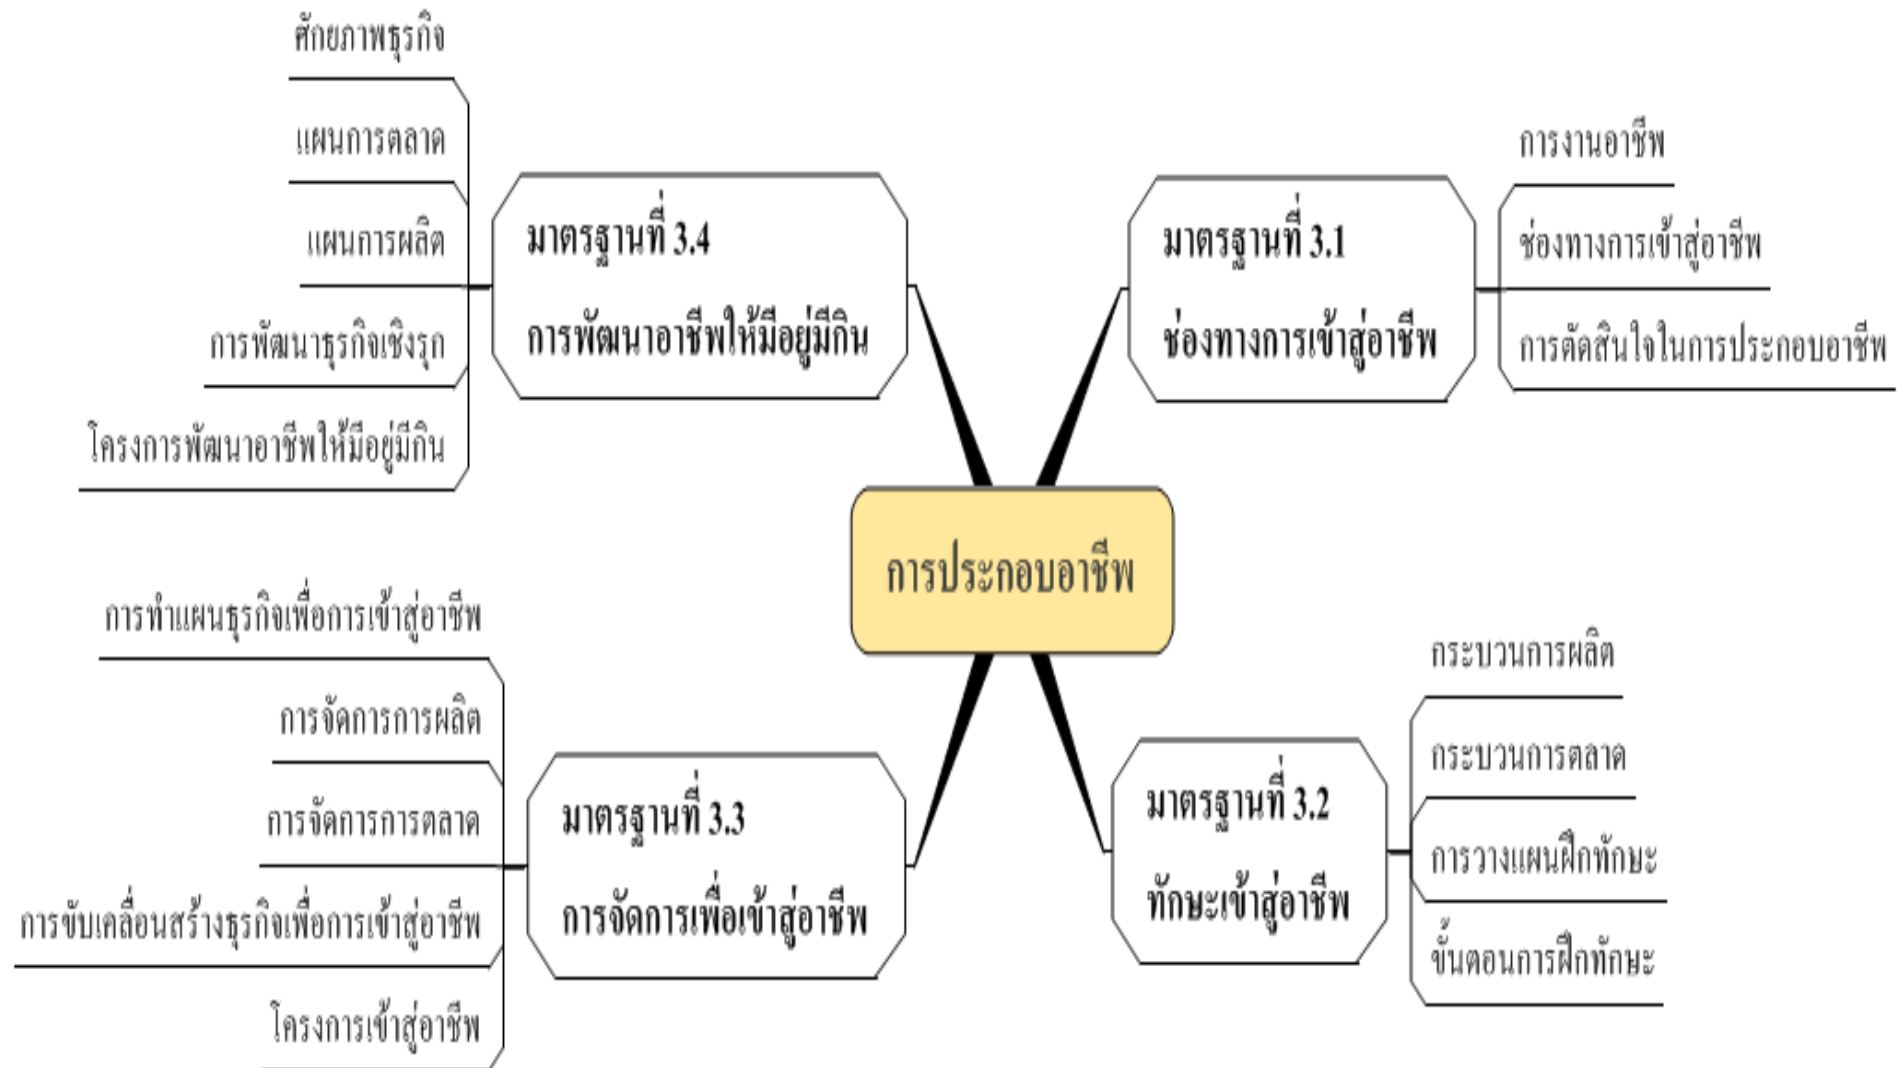 การประกอบอาชีพ
มาตรฐานที่ 3.1
ช่องทางการเข้าสู่อาชีพ
การงานอาชีพ
ช่องทางการเข้าสู่อาชีพ
การตัดสินใจในการประกอบอาชีพ
มาตรฐานที่ 3.2
ทักษะเข้าสู่อาชีพ
กระบวนการผลิต
กระบวนการตลาด
การวางแผนฝึกทักษะ
ขั้นตอนการฝึกทักษะ
มาตรฐานที่ 3.3
การจัดการเพื่อเข้าสู่อาชีพ
การทำแผนธุรกิจเพื่อการเข้าสู่อาชีพ
การจัดการการผลิต
การจัดการการตลาด
การขับเคลื่อนสร้างธุรกิจเพื่อการเข้าสู่อาชีพ
โครงการเข้าสู่อาชีพ
มาตรฐานที่ 3.4
การพัฒนาอาชีพให้มีอยู่มีกิน
ศักยภาพธุรกิจ
แผนการตลาด
แผนการผลิต
การพัฒนาธุรกิจเชิงรุก
โครงการพัฒนาอาชีพให้มีอยู่มีกิน